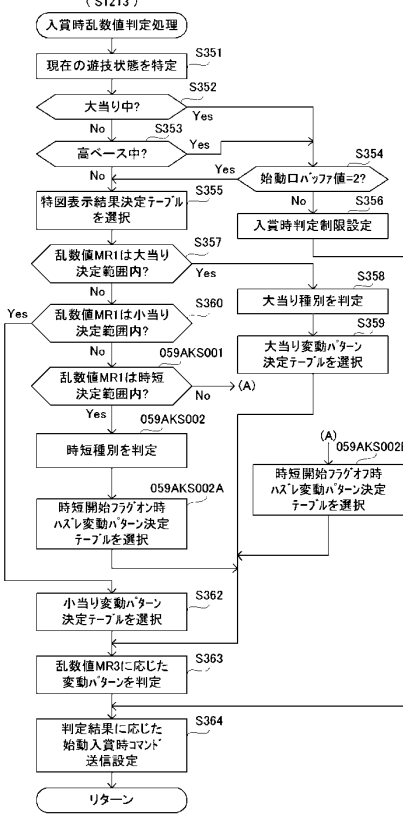 （S1213）
入賞時乱数値判定処理
S351
現在の遊技状態を特定
S352
大当り中?
Yes
No
S353
高ベース中?
Yes
No
S354
始動口バッファ値=2?
Yes
No
S355
特図表示結果決定テーブル
を選択
S356
入賞時判定制限設定
S357
乱数値MR1は大当り
決定範囲内?
Yes
No
S358
大当り種別を判定
S360
乱数値MR1は小当り
決定範囲内?
Yes
No
S359
大当り変動パターン
決定テーブルを選択
059AKS001
乱数値MR1は時短
決定範囲内?
No
(A)
Yes
059AKS002
時短種別を判定
(A)
059AKS002B
時短開始フラグオフ時
ハズレ変動パターン決定
テーブルを選択
059AKS002A
時短開始フラグオン時
ハズレ変動パターン決定
テーブルを選択
S362
小当り変動パターン
決定テーブルを選択
S363
乱数値MR3に応じた
変動パターンを判定
S364
判定結果に応じた
始動入賞時コマンド
送信設定
リターン